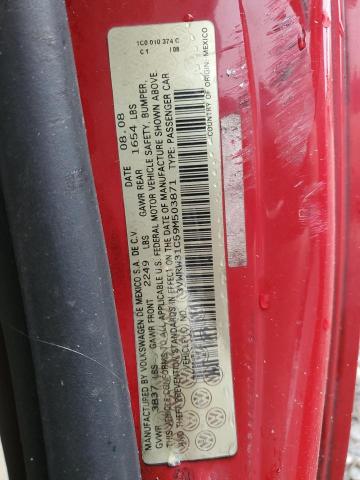 1C0 010 374 C
C 1 / 08
MANUFACTURED BY VOLKSWAGEN DE MEXICO S.A. DE C.V. DATE 08.08
GVWR 3837 LBS GAWR FRONT 2249 LBS GAWR REAR 1654 LBS
THIS VEHICLE CONFORMS TO ALL APPLICABLE U.S. FEDERAL MOTOR VEHICLE SAFETY, BUMPER,
AND THEFT PREVENTION STANDARDS IN EFFECT ON THE DATE OF MANUFACTURE SHOWN ABOVE.
VEHICLE I.D. NO.: 3VWRW31C69M503871 TYPE: PASSENGER CAR
COUNTRY OF ORIGIN: MEXICO